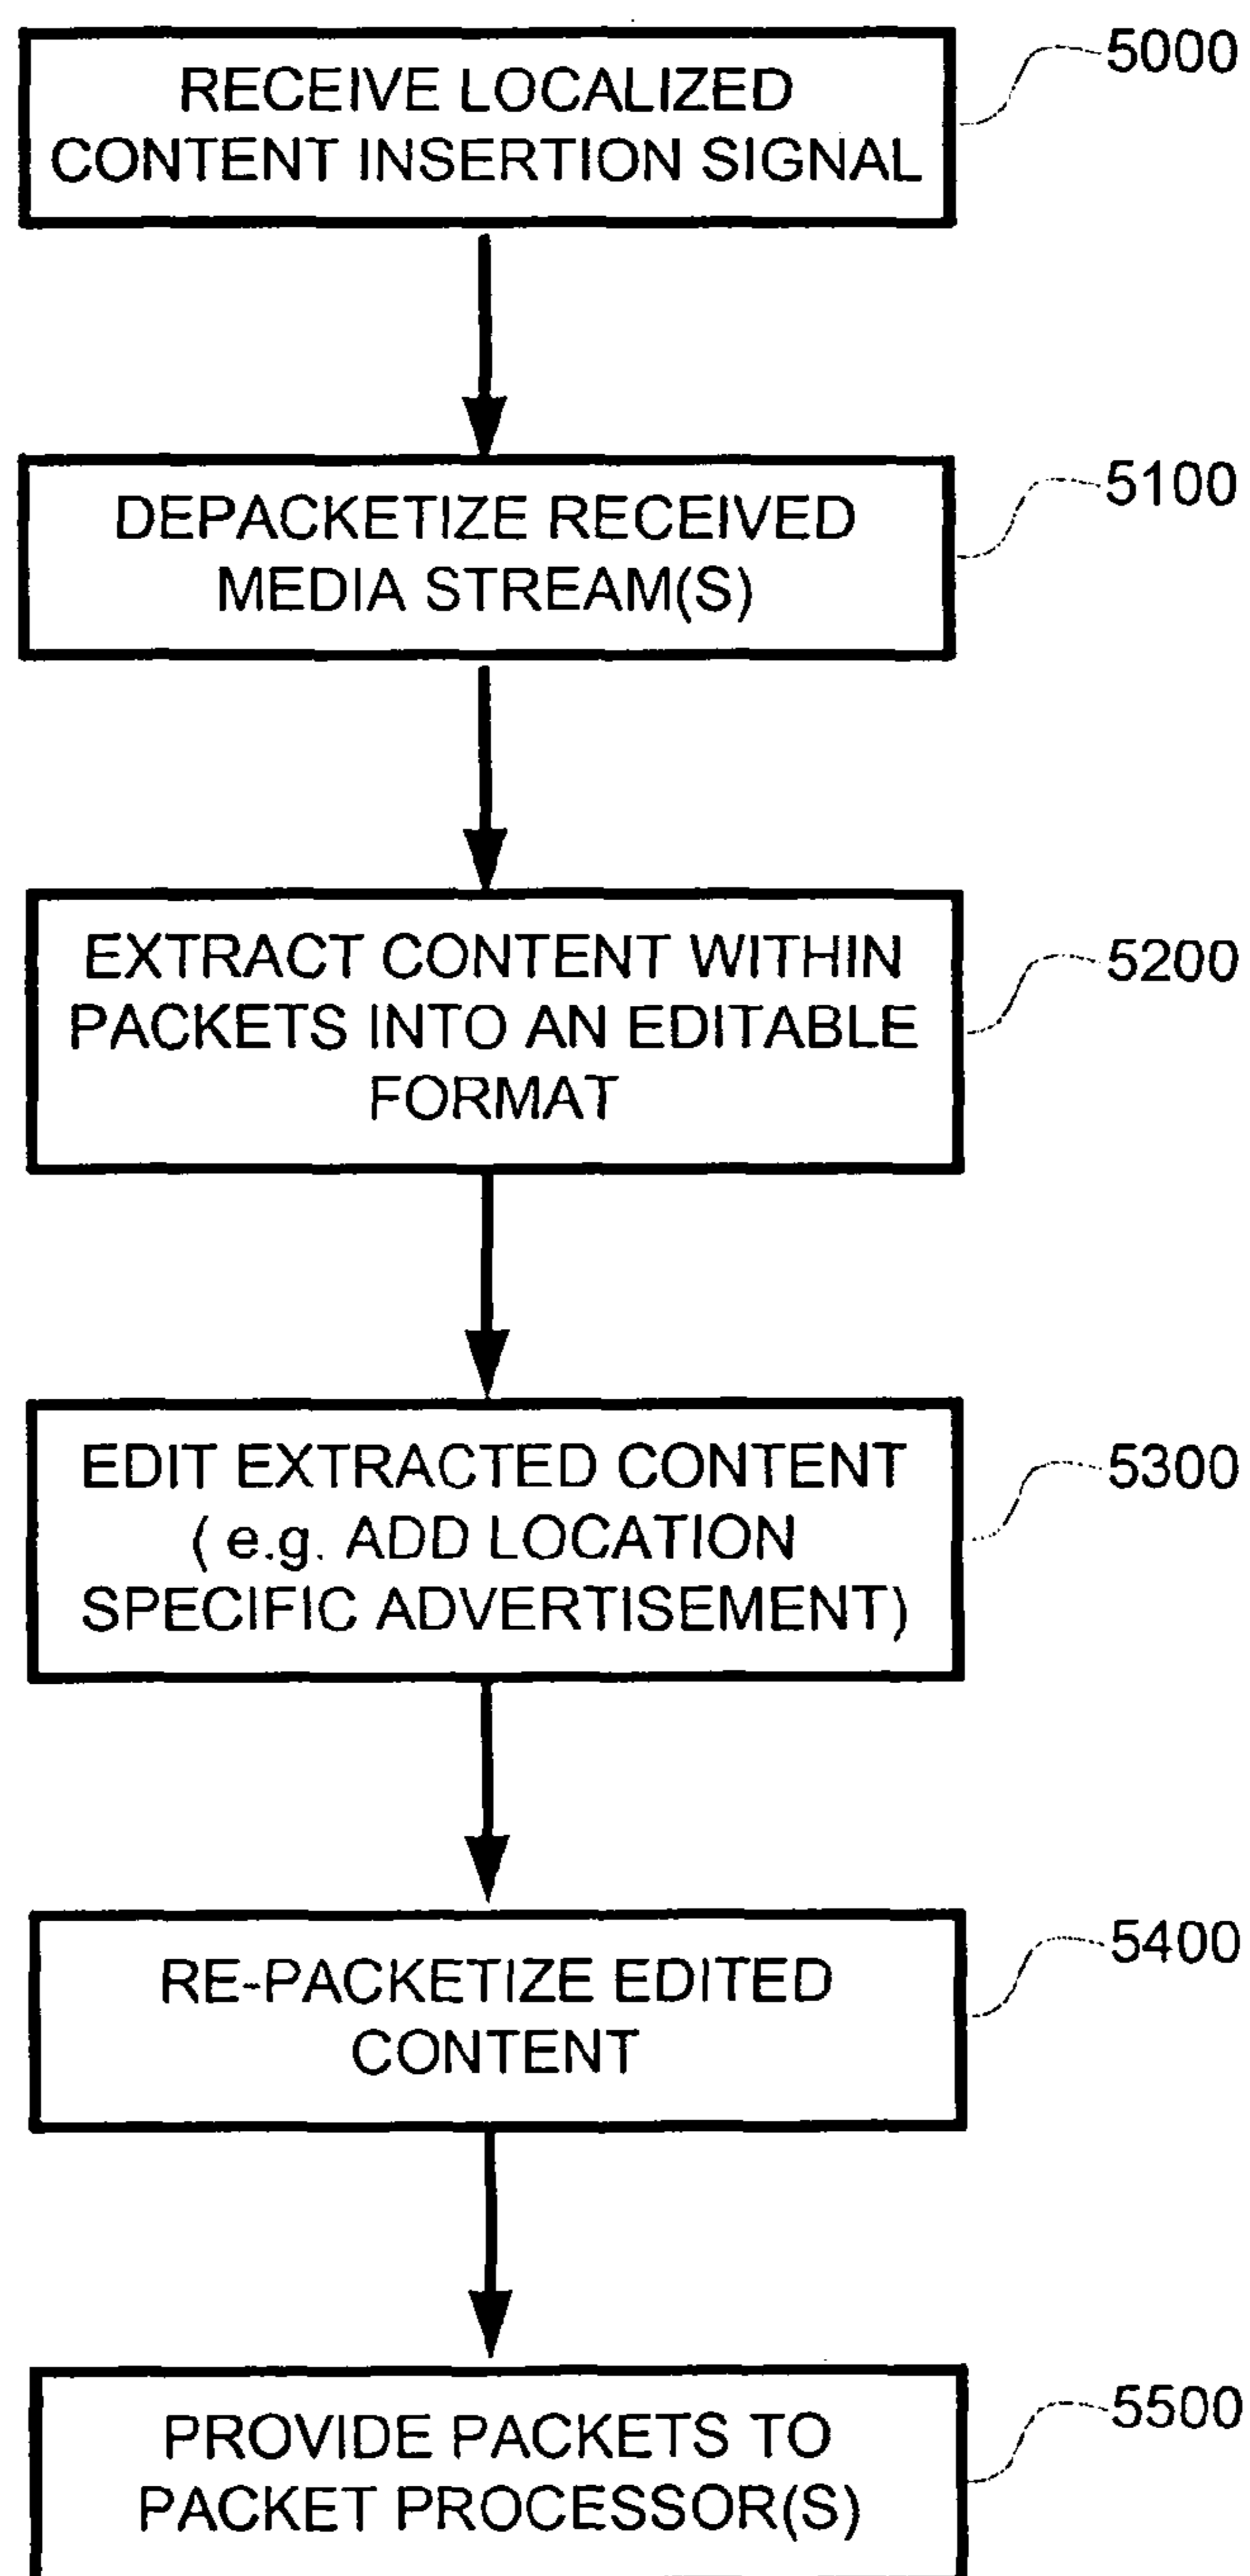 RECEIVE LOCALIZED
CONTENT INSERTION SIGNAL
5000
DEPACKETIZE RECEIVED
MEDIA STREAM(S)
5100
EXTRACT CONTENT WITHIN
PACKETS INTO AN EDITABLE
FORMAT
5200
EDIT EXTRACTED CONTENT
( e.g. ADD LOCATION
SPECIFIC ADVERTISEMENT)
5300
RE-PACKETIZE EDITED
CONTENT
5400
PROVIDE PACKETS TO
PACKET PROCESSOR(S)
5500